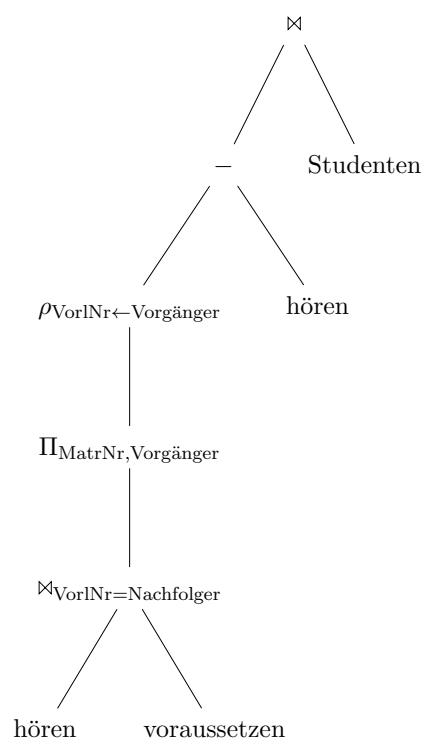 ⋈
− Studenten
ρVorlNr←Vorgänger hören
ΠMatrNr,Vorgänger
⋈VorlNr=Nachfolger
hören voraussetzen